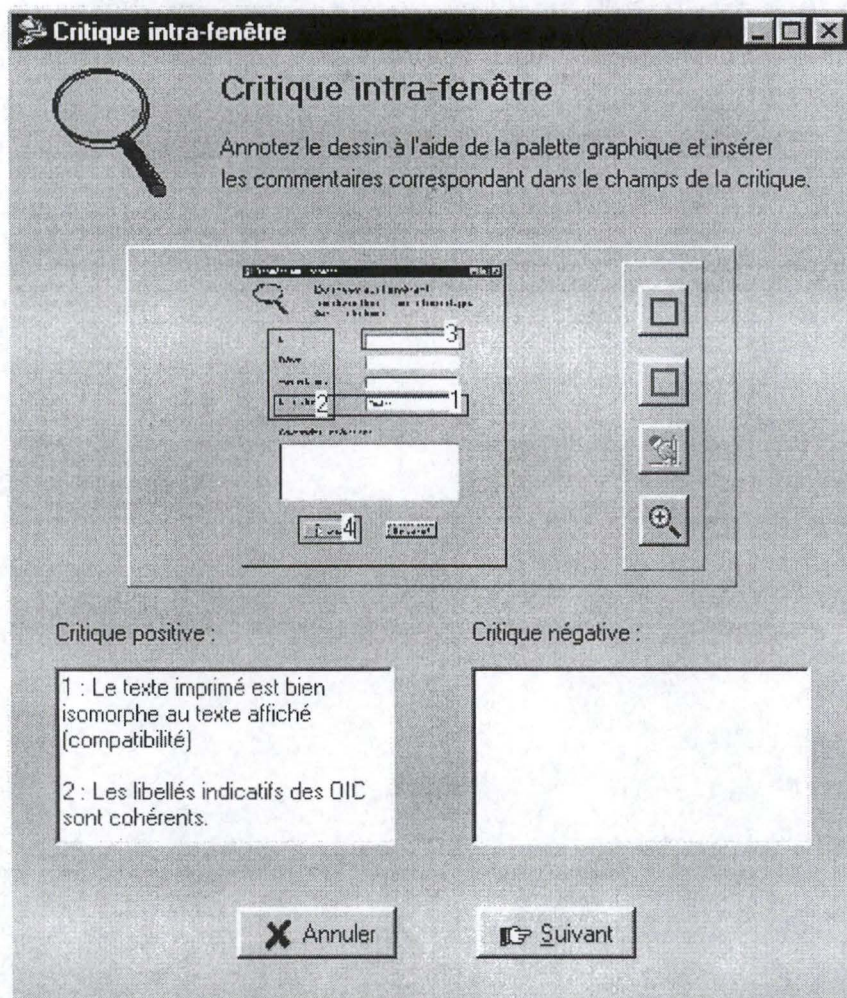 Critique intra-fenêtre
Critique intra-fenêtre
Annotez le dessin à l'aide de la palette graphique et insérer
les commentaires correspondant dans le champs de la critique.
3
2
1
4
Critique positive :
Critique négative :
1 : Le texte imprimé est bien
isomorphe au texte affiché
(compatibilité)
2 : Les libellés indicatifs des OIC
sont cohérents.
Annuler
Suivant